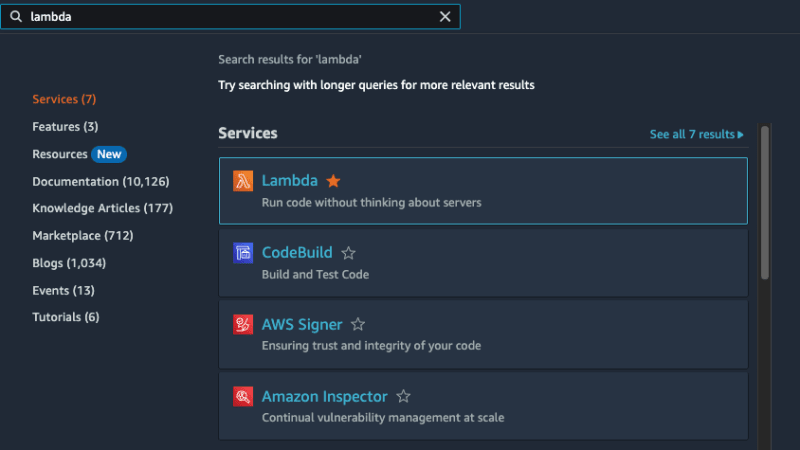 lambda
Search results for 'lambda'
Try searching with longer queries for more relevant results
Services (7)
Features (3)
Resources New
Documentation (10,126)
Knowledge Articles (177)
Marketplace (712)
Blogs (1,034)
Events (13)
Tutorials (6)
Services
See all 7 results
Lambda
Run code without thinking about servers
CodeBuild
Build and Test Code
AWS Signer
Ensuring trust and integrity of your code
Amazon Inspector
Continual vulnerability management at scale